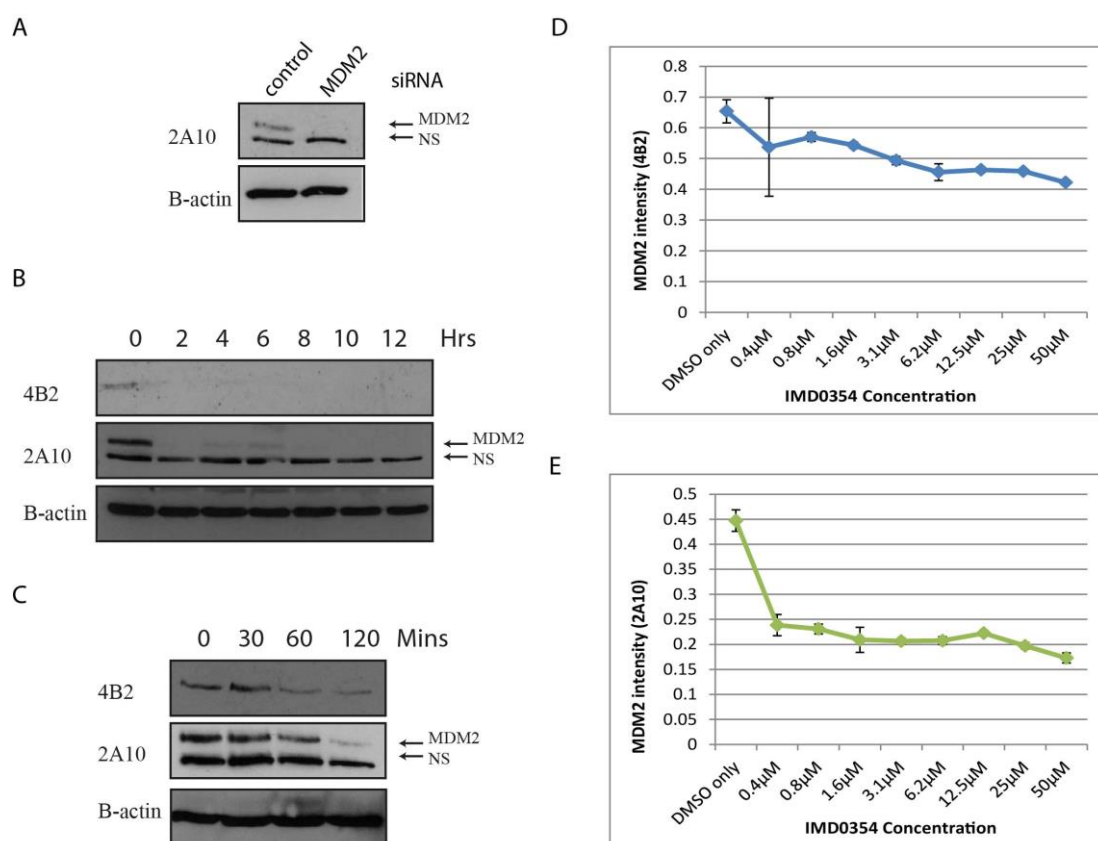 A
control
MDM2
siRNA
2A10
MDM2
NS
B-actin
B
0 2 4 6 8 10 12 Hrs
4B2
2A10
MDM2
NS
B-actin
C
0 30 60 120 Mins
4B2
2A10
MDM2
NS
B-actin
D
MDM2 intensity (4B2)
0.8
0.7
0.6
0.5
0.4
0.3
0.2
0.1
0
DMSO only
0.4µM
0.8µM
1.6µM
3.1µM
6.2µM
12.5µM
25µM
50µM
IMD0354 Concentration
E
MDM2 intensity (2A10)
0.5
0.45
0.4
0.35
0.3
0.25
0.2
0.15
0.1
0.05
0
DMSO only
0.4µM
0.8µM
1.6µM
3.1µM
6.2µM
12.5µM
25µM
50µM
IMD0354 Concentration